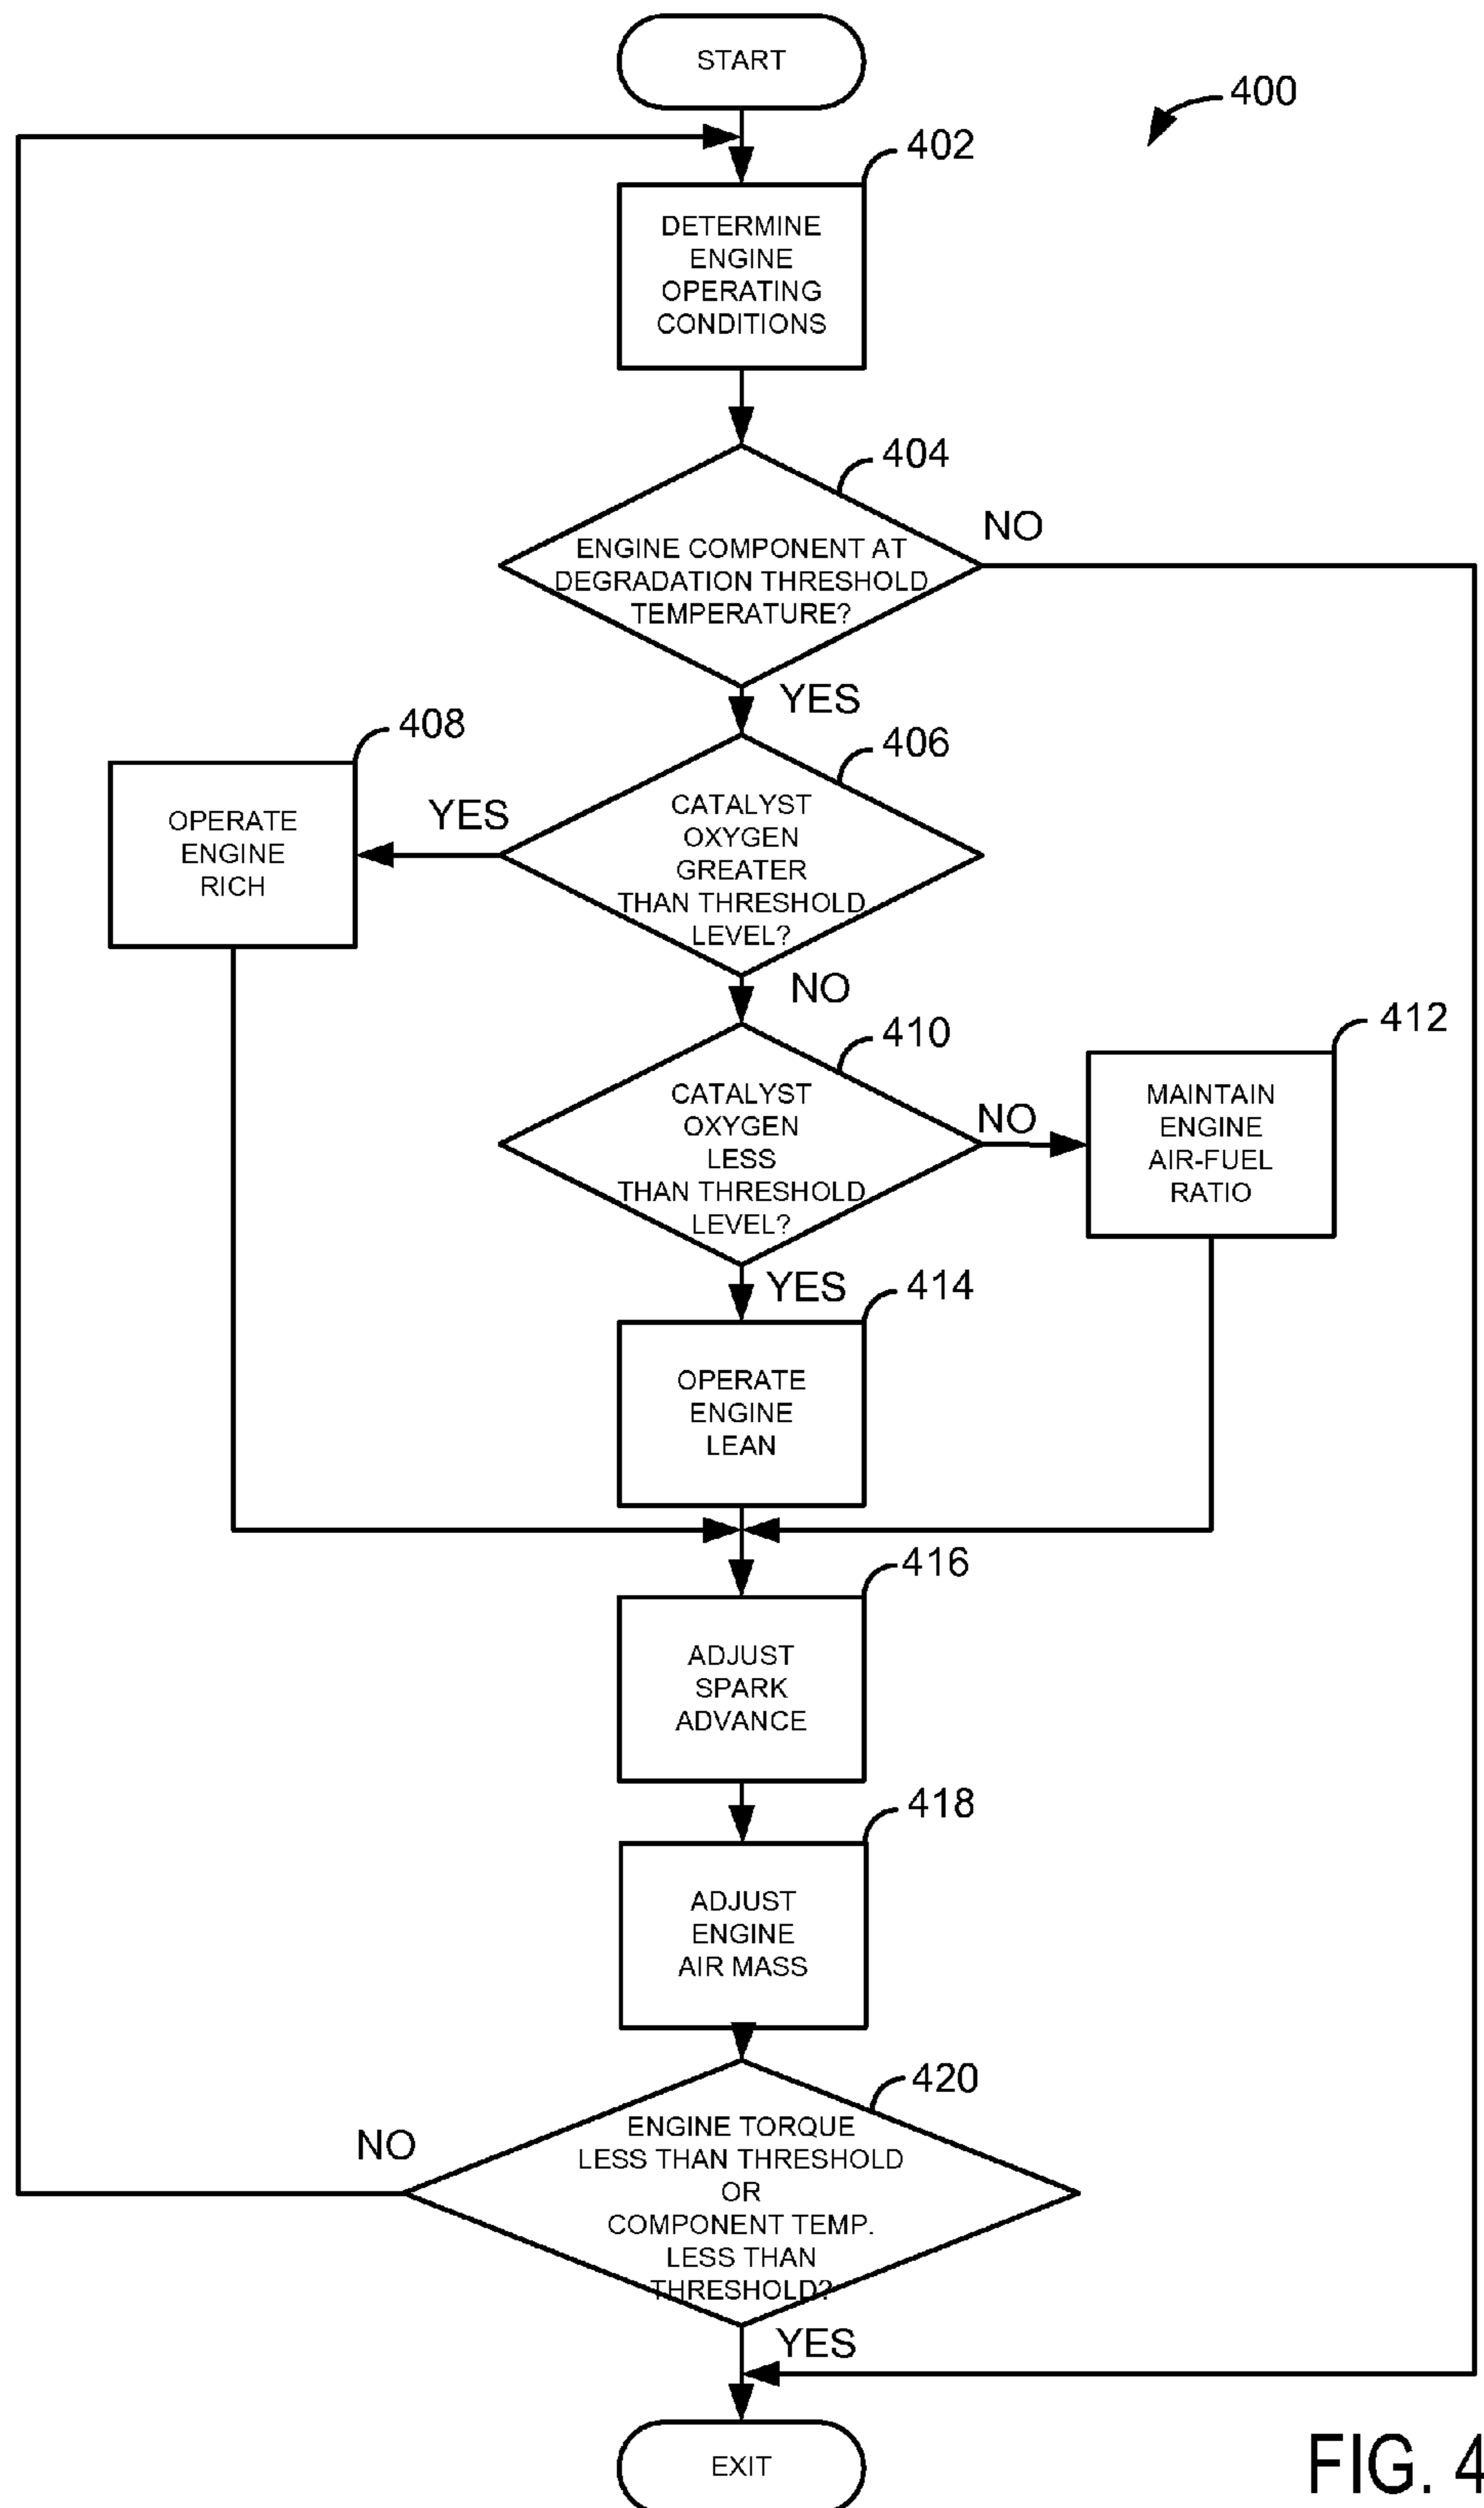 START
400
402
DETERMINE
ENGINE
OPERATING
CONDITIONS
404
NO
ENGINE COMPONENT AT
DEGRADATION THRESHOLD
TEMPERATURE?
YES
408
406
OPERATE
ENGINE
RICH
YES
CATALYST
OXYGEN
GREATER
THAN THRESHOLD
LEVEL?
NO
410
412
CATALYST
OXYGEN
LESS
THAN THRESHOLD
LEVEL?
NO
MAINTAIN
ENGINE
AIR-FUEL
RATIO
YES
414
OPERATE
ENGINE
LEAN
416
ADJUST
SPARK
ADVANCE
418
ADJUST
ENGINE
AIR MASS
420
NO
ENGINE TORQUE
LESS THAN THRESHOLD
OR
COMPONENT TEMP.
LESS THAN
THRESHOLD?
YES
EXIT
FIG. 4